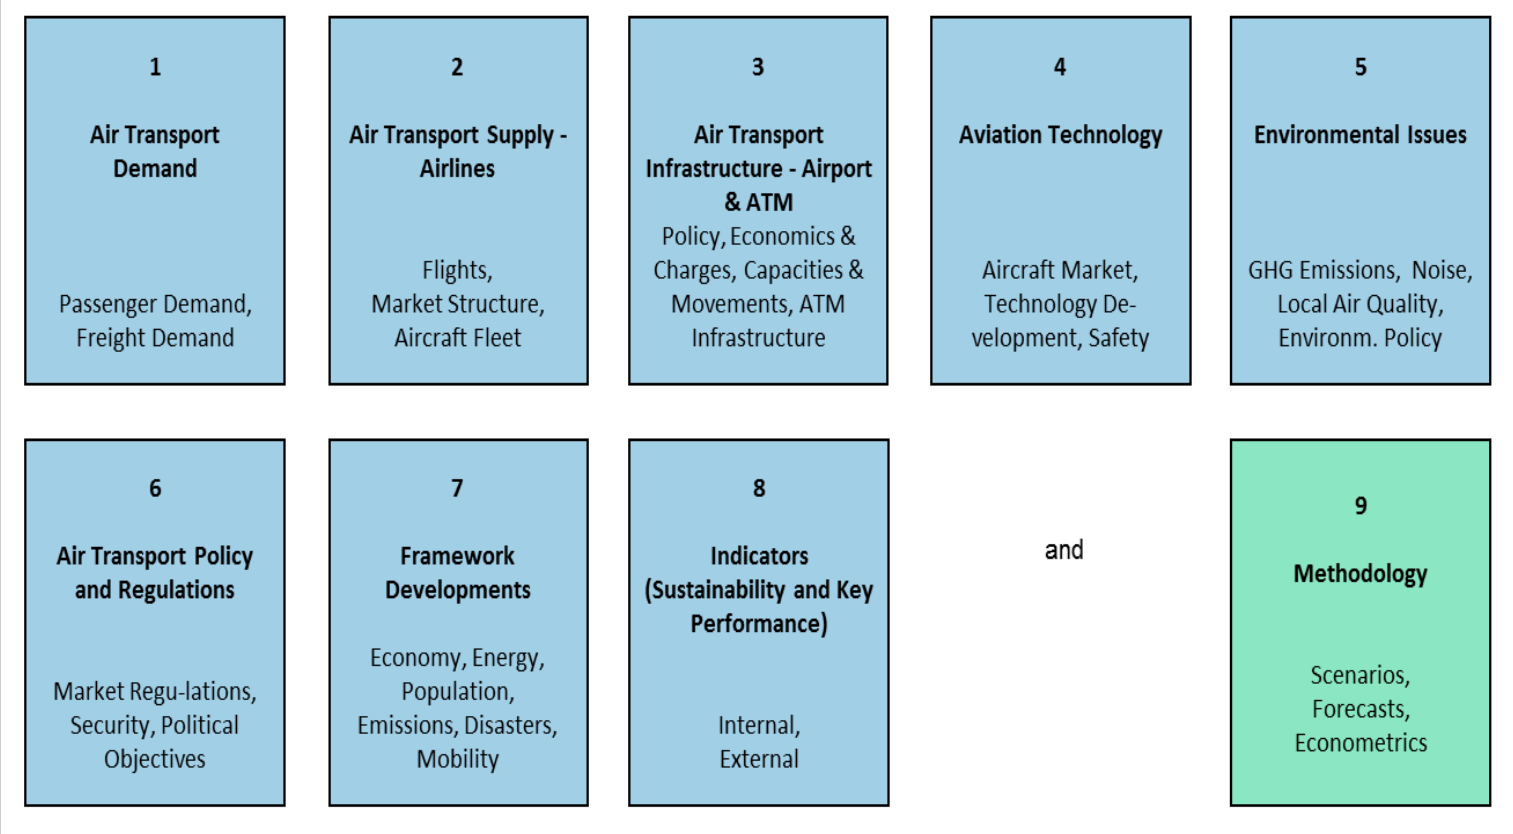 1
Air Transport
Demand
Passenger Demand,
Freight Demand
2
Air Transport Supply -
Airlines
Flights,
Market Structure,
Aircraft Fleet
3
Air Transport
Infrastructure - Airport
& ATM
Policy, Economics &
Charges, Capacities &
Movements, ATM
Infrastructure
4
Aviation Technology
Aircraft Market,
Technology De-
velopment, Safety
5
Environmental Issues
GHG Emissions, Noise,
Local Air Quality,
Environm. Policy
6
Air Transport Policy
and Regulations
Market Regu-lations,
Security, Political
Objectives
7
Framework
Developments
Economy, Energy,
Population,
Emissions, Disasters,
Mobility
8
Indicators
(Sustainability and Key
Performance)
Internal,
External
and
9
Methodology
Scenarios,
Forecasts,
Econometrics